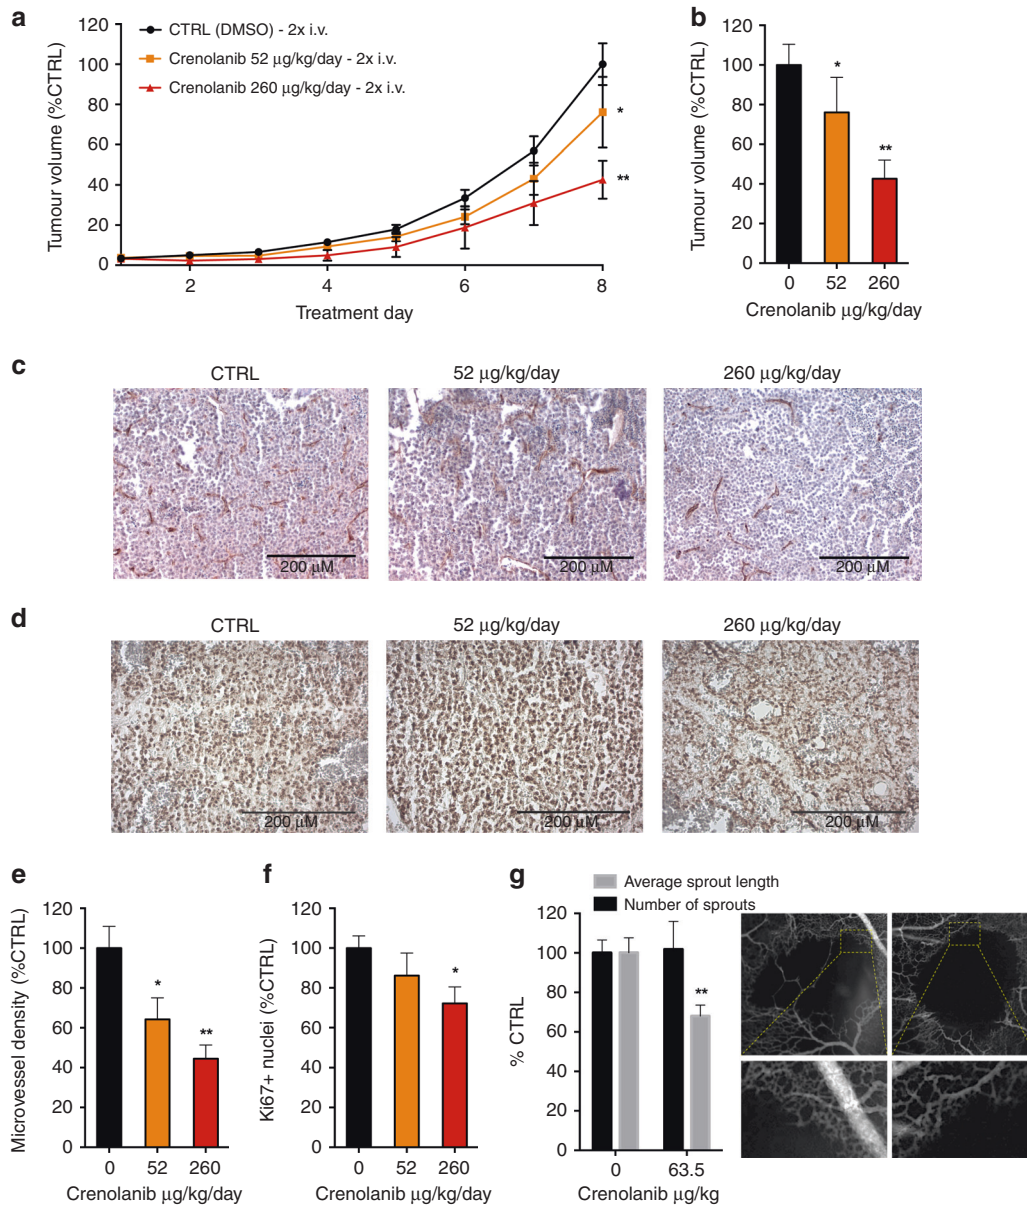 a
120
100
80
60
40
20
0
Tumour volume (%CTRL)
CTRL (DMSO) - 2x i.v.
Crenolanib 52 μg/kg/day - 2x i.v.
Crenolanib 260 μg/kg/day - 2x i.v.
*
**
2 4 6 8
Treatment day
b
120
100
80
60
40
20
0
Tumour volume (%CTRL)
*
**
0 52 260
Crenolanib μg/kg/day
c
CTRL 52 μg/kg/day 260 μg/kg/day
200 μM 200 μM 200 μM
d
CTRL 52 μg/kg/day 260 μg/kg/day
200 μM 200 μM 200 μM
e
120
100
80
60
40
20
0
Microvessel density (%CTRL)
*
**
0 52 260
Crenolanib μg/kg/day
f
120
100
80
60
40
20
0
Ki67+ nuclei (%CTRL)
*
0 52 260
Crenolanib μg/kg/day
g
Average sprout length
Number of sprouts
120
100
80
60
100
20
0
% CTRL
**
0 63.5
Crenolanib μg/kg